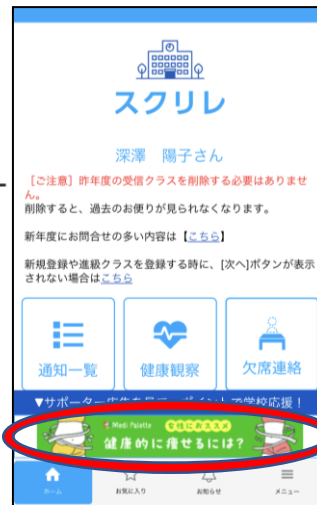 スクリレ
深澤 陽子さん
[ご注意] 昨年度の受信クラスを削除する必要はありませ
ん。
削除すると、過去のお便りが見られなくなります。
新年度にお問合せの多い内容は【こちら】
新規登録や進級クラスを登録する時に、[次へ]ボタンが表示
されない場合はこちら
通知一覧
健康観察
欠席連絡
Medi Palette 女性におススメ
健康的に痩せるには?
ホーム
お気に入り
お知らせ
メニュー